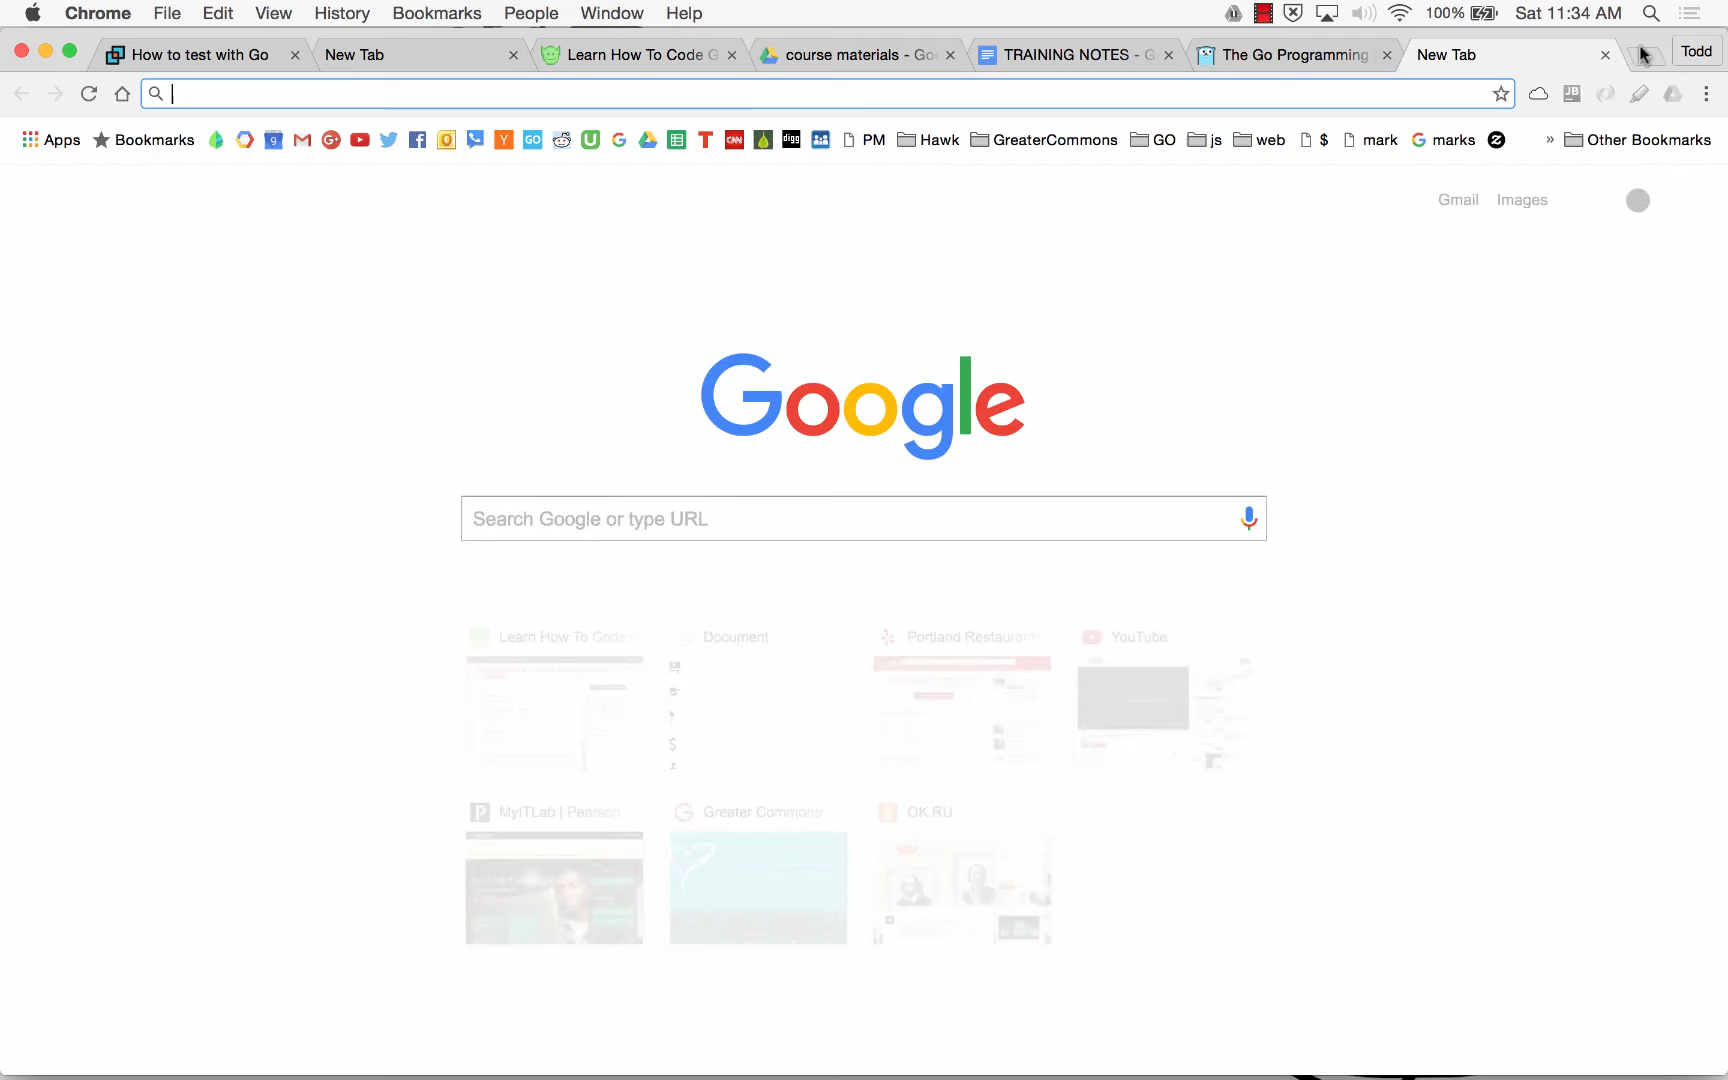 Chrome File Edit View History Bookmarks People Window Help 100% Sat 11:34 AM
How to test with Go New Tab Learn How To Code G course materials - Goo TRAINING NOTES - G The Go Programming New Tab Todd
Apps Bookmarks GO PM Hawk GreaterCommons GO js web $ mark marks » Other Bookmarks
Gmail Images
Google
Search Google or type URL
Learn How To Code Document Portland Restaurant YouTube
MyITLab | Pearson Greater Commons OK.RU